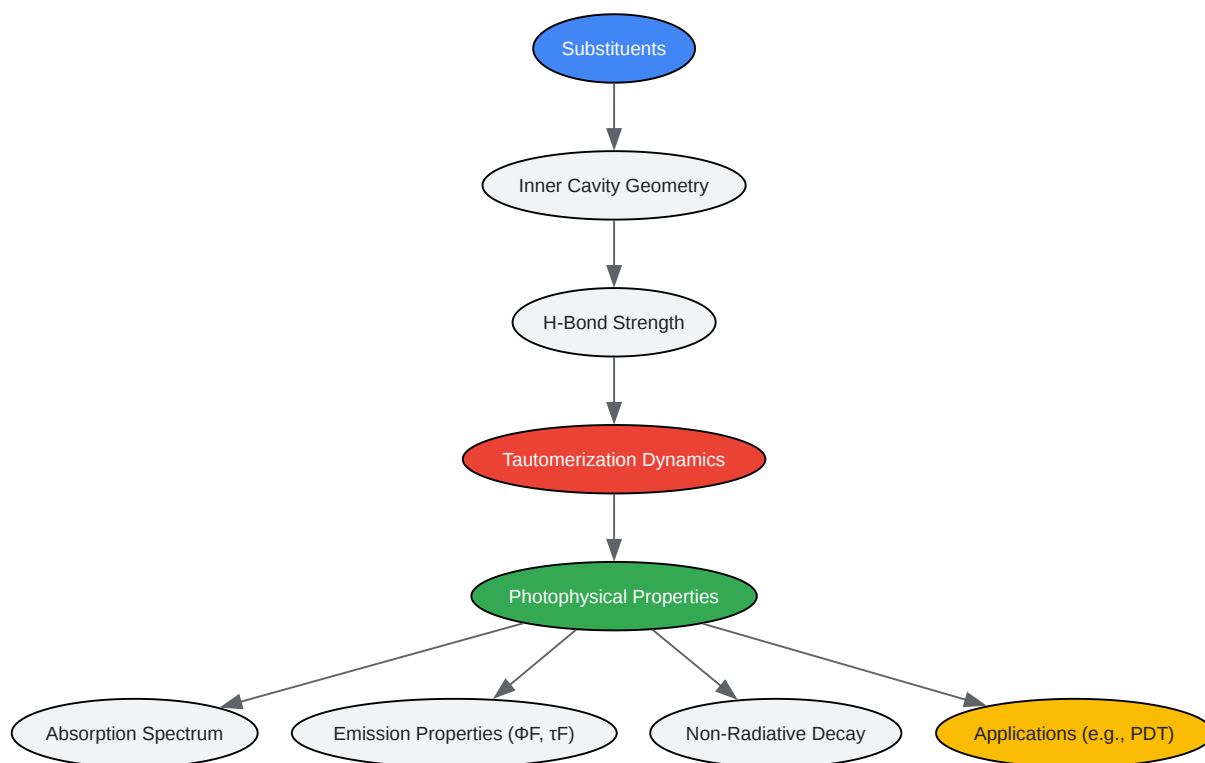 Substituents
Inner Cavity Geometry
H-Bond Strength
Tautomerization Dynamics
Photophysical Properties
Absorption Spectrum
Emission Properties (ΦF, τF)
Non-Radiative Decay
Applications (e.g., PDT)